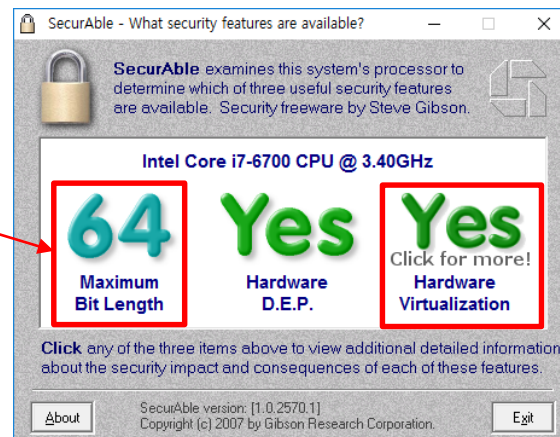 SecurAble - What security features are available?
SecurAble examines this system's processor to
determine which of three useful security features
are available. Security freeware by Steve Gibson.
Intel Core i7-6700 CPU @ 3.40GHz
64 Yes Yes
Click for more!
Maximum Hardware Hardware
Bit Length D.E.P. Virtualization
Click any of the three items above to view additional detailed information
about the security impact and consequences of each of these features.
About
SecurAble version: [1.0.2570.1]
Copyright (c) 2007 by Gibson Research Corporation.
Exit